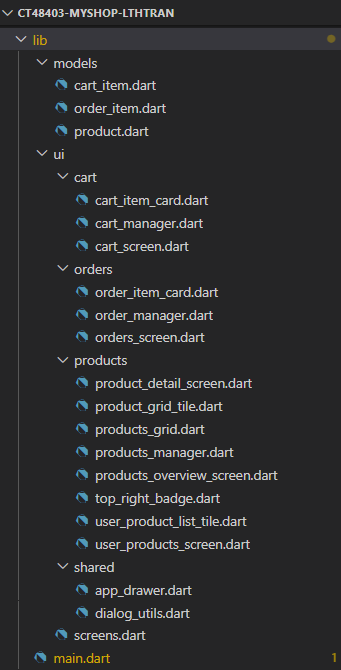 CT48403-MYSHOP-LTHTRAN
lib
models
cart_item.dart
order_item.dart
product.dart
ui
cart
cart_item_card.dart
cart_manager.dart
cart_screen.dart
orders
order_item_card.dart
order_manager.dart
orders_screen.dart
products
product_detail_screen.dart
product_grid_tile.dart
products_grid.dart
products_manager.dart
products_overview_screen.dart
top_right_badge.dart
user_product_list_tile.dart
user_products_screen.dart
shared
app_drawer.dart
dialog_utils.dart
screens.dart
main.dart 1